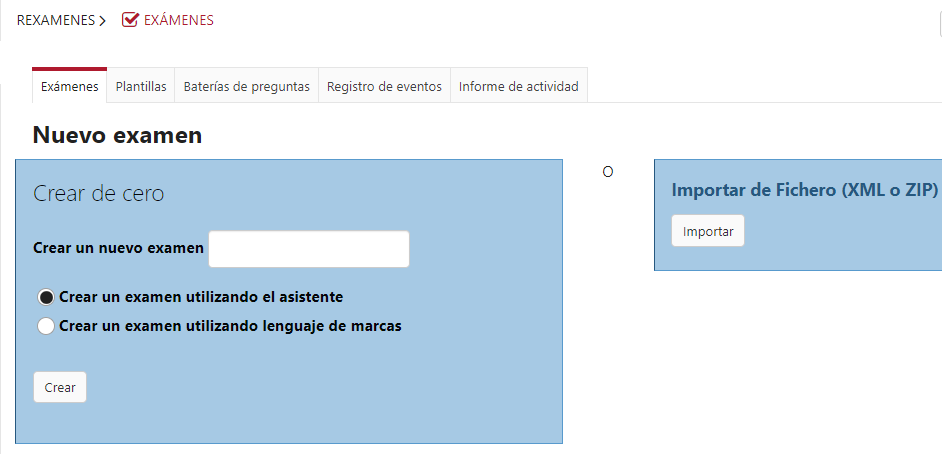 REXAMENES > EXÁMENES
Exámenes Plantillas Baterías de preguntas Registro de eventos Informe de actividad
Nuevo examen
Crear de cero
Crear un nuevo examen
Crear un examen utilizando el asistente
Crear un examen utilizando lenguaje de marcas
Crear
O
Importar de Fichero (XML o ZIP)
Importar